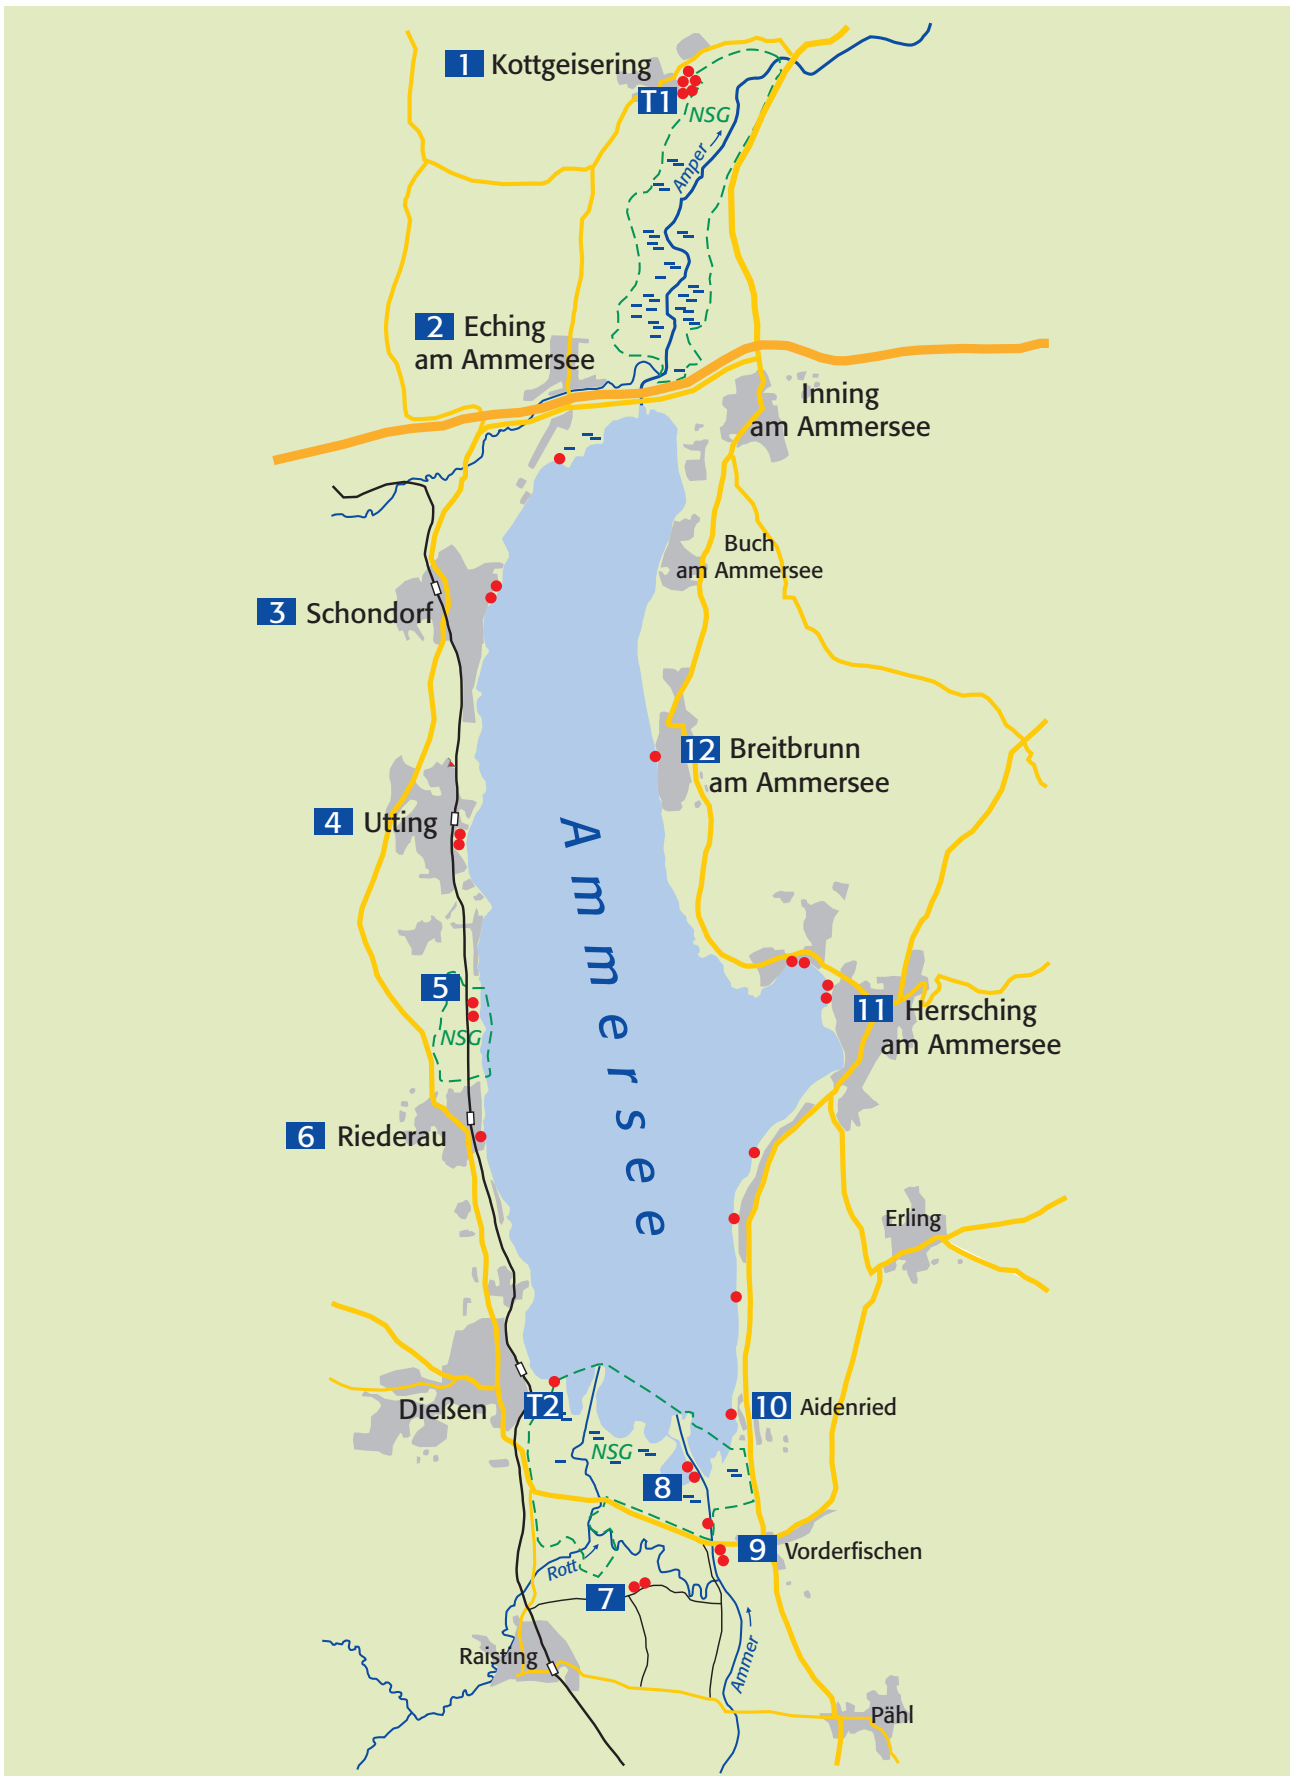 1 Kottgeisering
T1
NSG
Amper
2 Eching
am Ammersee
Inning
am Ammersee
Buch
am Ammersee
3 Schondorf
12 Breitbrunn
am Ammersee
4 Utting
Ammersee
5
NSG
11 Herrsching
am Ammersee
6 Riederau
Erling
T2
Dießen
10 Aidenried
NSG
8
9 Vorderfischen
Rott
7
Raisting
Ammer
Pähl